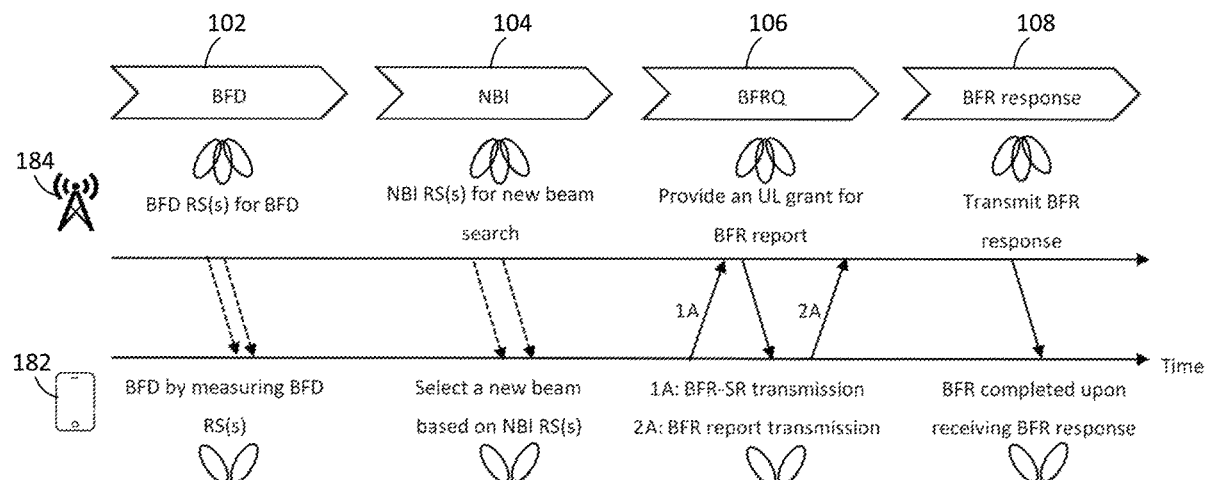 102
104
106
108
BFD
NBI
BFRQ
BFR response
184
BFD RS(s) for BFD
NBI RS(s) for new beam
search
Provide an UL grant for
BFR report
Transmit BFR
response
1A
2A
Time
182
BFD by measuring BFD
RS(s)
Select a new beam
based on NBI RS(s)
1A: BFR-SR transmission
2A: BFR report transmission
BFR completed upon
receiving BFR response